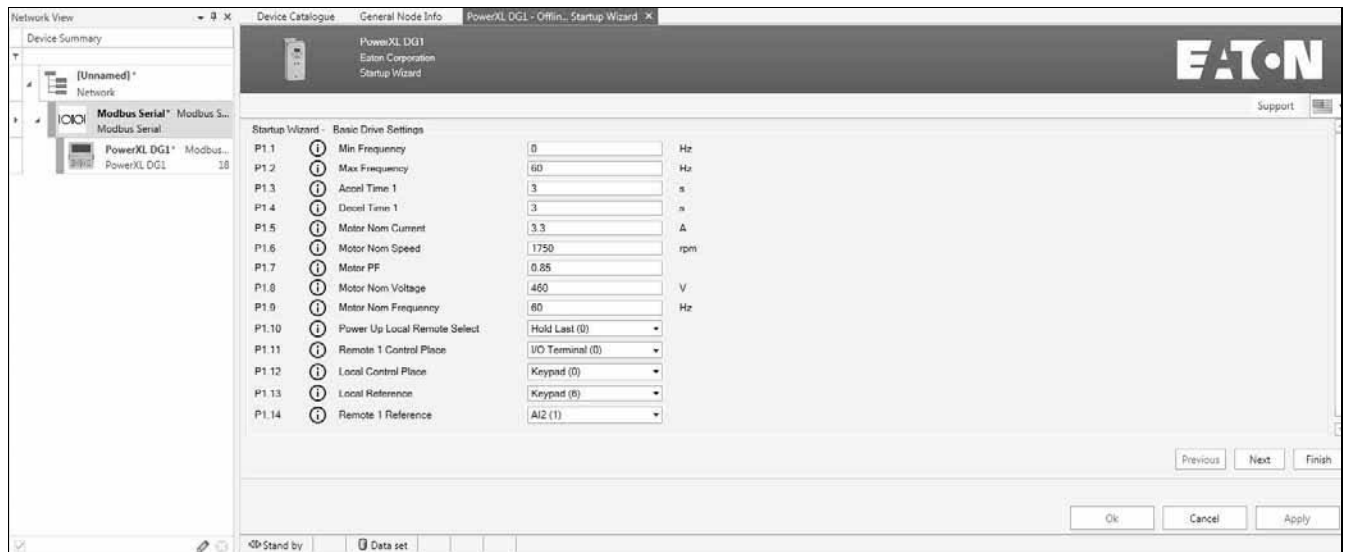 Network View
Device Catalogue General Node Info PowerXL DG1 - Offlin... Startup Wizard X
Device Summary
PowerXL DG1
Eaton Corporation
Startup Wizard
EATON
[Unnamed] *
Network
Support
Modbus Serial* Modbus S...
Modbus Serial
PowerXL DG1* Modbus...
PowerXL DG1 18
Startup Wizard - Basic Drive Settings
P1.1 Min Frequency 0 Hz
P1.2 Max Frequency 60 Hz
P1.3 Accel Time 1 3 s
P1.4 Decel Time 1 3 s
P1.5 Motor Nom Current 3.3 A
P1.6 Motor Nom Speed 1750 rpm
P1.7 Motor PF 0.85
P1.8 Motor Nom Voltage 460 V
P1.9 Motor Nom Frequency 60 Hz
P1.10 Power Up Local Remote Select Hold Last (0)
P1.11 Remote 1 Control Place I/O Terminal (0)
P1.12 Local Control Place Keypad (0)
P1.13 Local Reference Keypad (6)
P1.14 Remote 1 Reference AI2 (1)
Previous Next Finish
Ok Cancel Apply
Stand by Data set